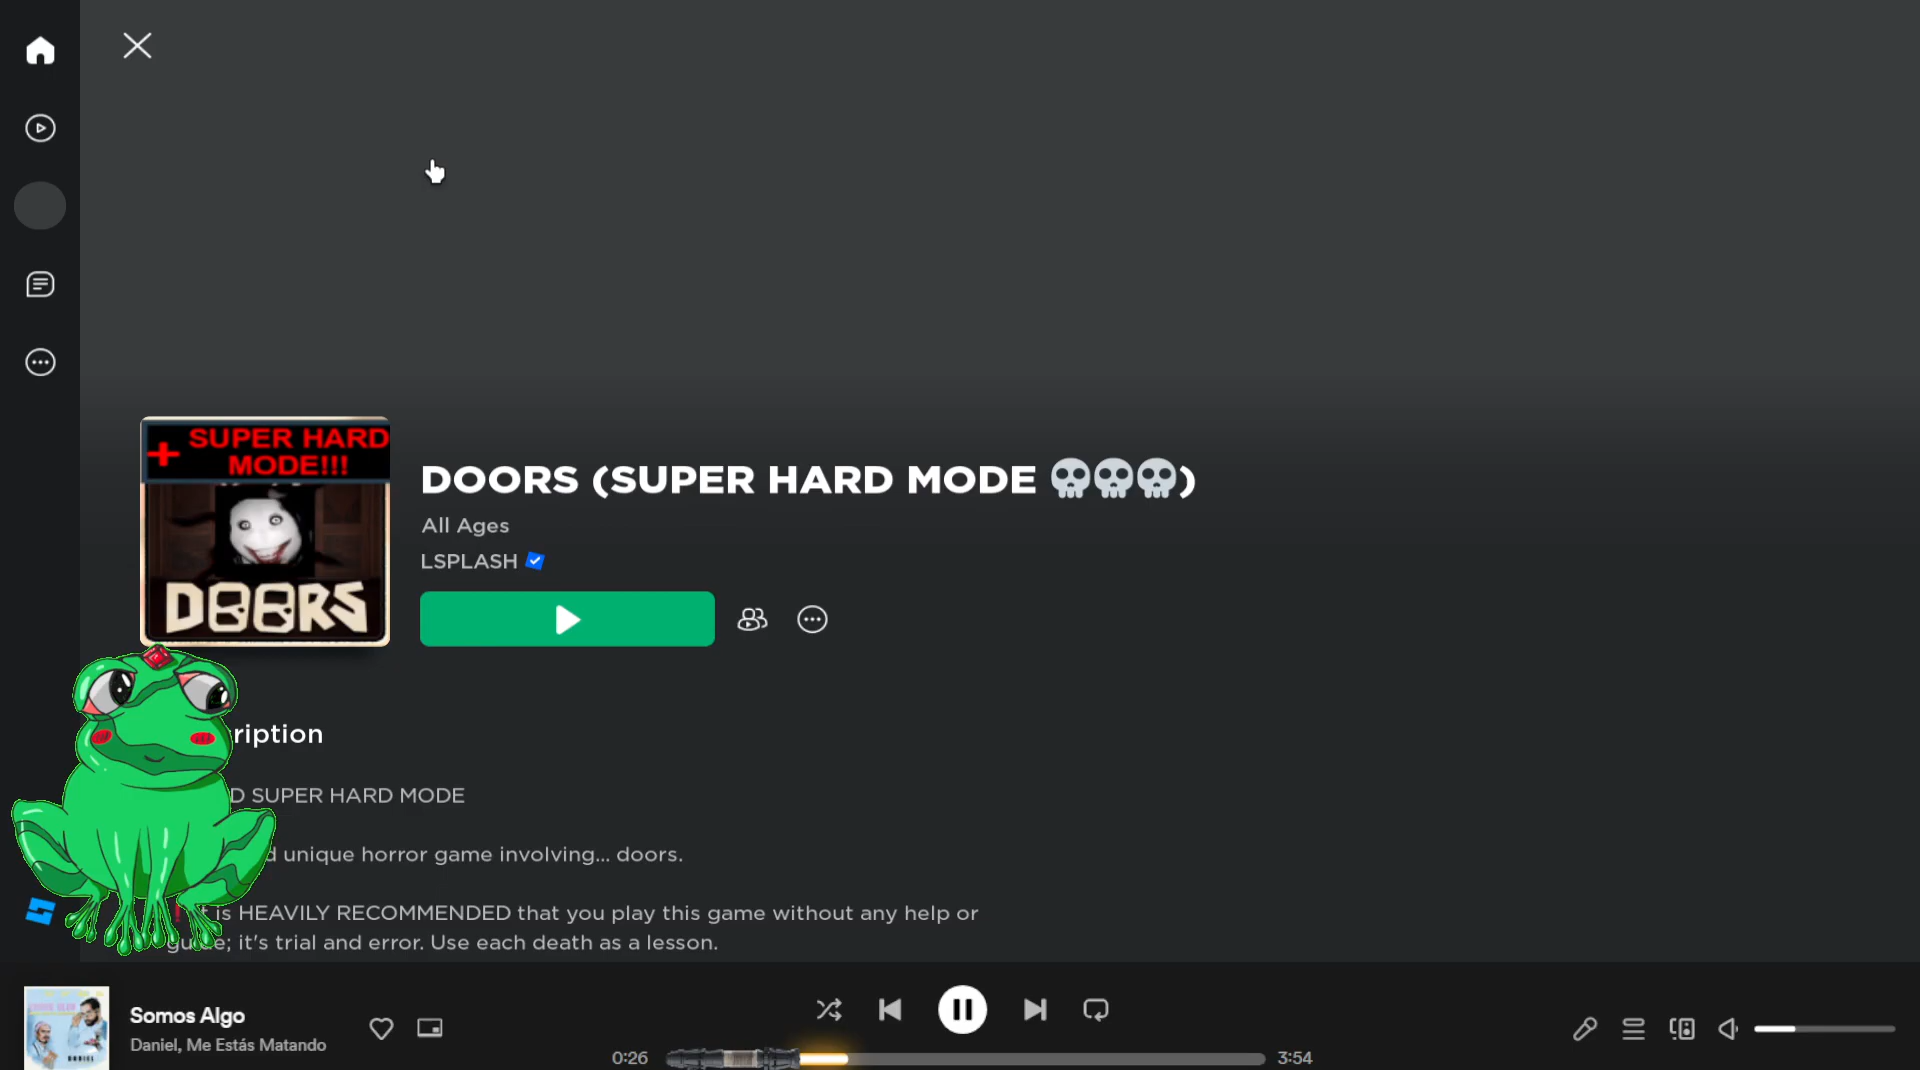 + SUPER HARD
MODE!!!
DOORS
DOORS (SUPER HARD MODE 💀💀💀)
All Ages
LSPLASH
ription
D SUPER HARD MODE
d unique horror game involving... doors.
is HEAVILY RECOMMENDED that you play this game without any help or
it's trial and error. Use each death as a lesson.
Somos Algo
Daniel, Me Estás Matando
DANIEL
0:26
3:54